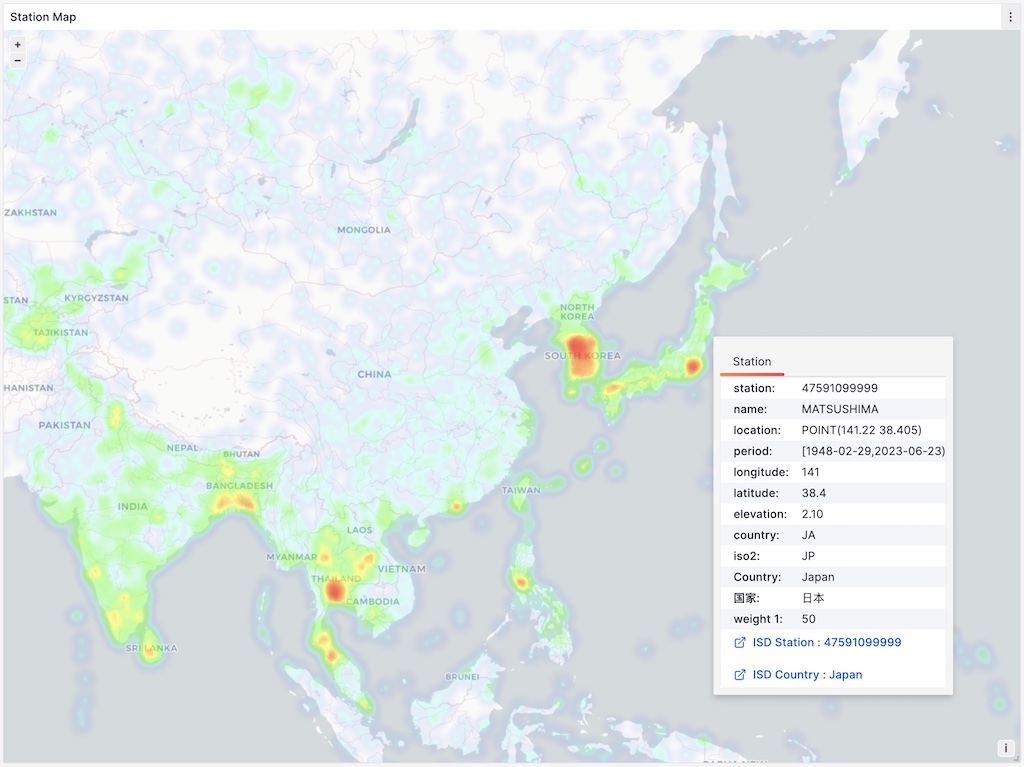 Station Map
+
−
ZAKHSTAN
MONGOLIA
STAN
KYRGYZSTAN
TAJIKISTAN
NORTH
KOREA
SOUTH KOREA
CHINA
HANISTAN
PAKISTAN
NEPAL
BHUTAN
BANGLADESH
INDIA
TAIWAN
LAOS
MYANMAR
VIETNAM
THAILAND
CAMBODIA
SRI LANKA
BRUNEI
Station
station: 47591099999
name: MATSUSHIMA
location: POINT(141.22 38.405)
period: [1948-02-29,2023-06-23)
longitude: 141
latitude: 38.4
elevation: 2.10
country: JA
iso2: JP
Country: Japan
国家: 日本
weight 1: 50
ISD Station : 47591099999
ISD Country : Japan
i